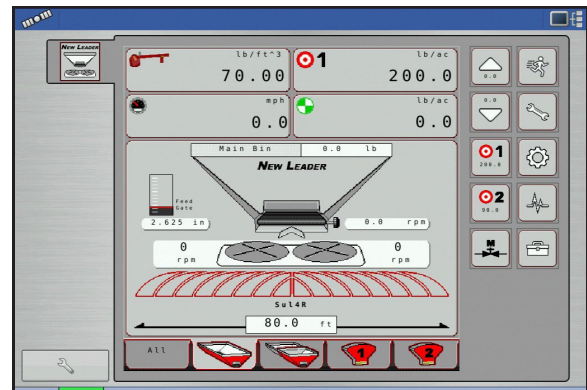 NEW LEADER
lb/ft^3
70.00
1
lb/ac
200.0
mph
0.0
lb/ac
0.0
Main Bin
0.0 lb
NEW LEADER
Feed
Gate
2.625 in
0.0 rpm
0
rpm
0
rpm
Sul4R
80.0 ft
All
1
2
0.0
0.0
1
200.0
2
90.0
M